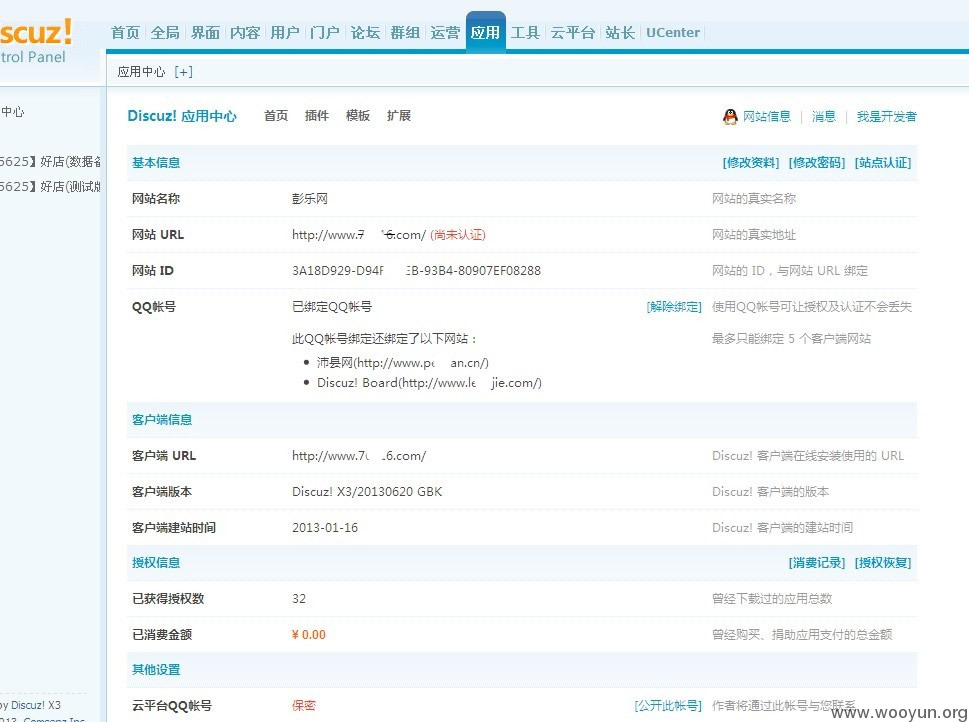 scuz!
trol Panel
首页 全局 界面 内容 用户 门户 论坛 群组 运营 应用 工具 云平台 站长 UCenter
应用中心 [+]
中心
5625】好店(数据
5625】好店(测试
Discuz! 应用中心 首页 插件 模板 扩展 网站信息 | 消息 | 我是开发者
基本信息 [修改资料] [修改密码] [站点认证]
网站名称 彭乐网 网站的真实名称
网站 URL http://www.7 6.com/ (尚未认证) 网站的真实地址
网站 ID 3A18D929-D94F B-93B4-80907EF08288 网站的 ID，与网站 URL 绑定
QQ帐号 已绑定QQ帐号 [解除绑定] 使用QQ帐号可让授权及认证不会丢失
此QQ帐号绑定还绑定了以下网站： 最多只能绑定 5 个客户端网站
• 沛县网(http://www.p an.cn/)
• Discuz! Board(http://www.le jie.com/)
客户端信息
客户端 URL http://www.7 .6.com/ Discuz! 客户端在线安装使用的 URL
客户端版本 Discuz! X3/20130620 GBK Discuz! 客户端的版本
客户端建站时间 2013-01-16 Discuz! 客户端的建站时间
授权信息 [消费记录] [授权恢复]
已获得授权数 32 曾经下载过的应用总数
已消费金额 ¥ 0.00 曾经购买、捐助应用支付的总金额
其他设置
云平台QQ帐号 保密 [公开此帐号] 作者将通过此帐号与您联系
by Discuz! X3
2013, Comsenz Inc.
www.wooyun.org